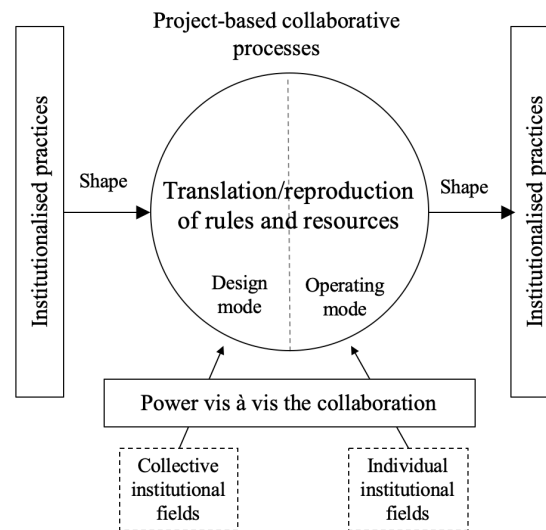 Project-based collaborative
processes
Institutionalised practices
Shape
Translation/reproduction
of rules and resources
Design
mode
Operating
mode
Shape
Institutionalised practices
Power vis à vis the collaboration
Collective
institutional
fields
Individual
institutional
fields